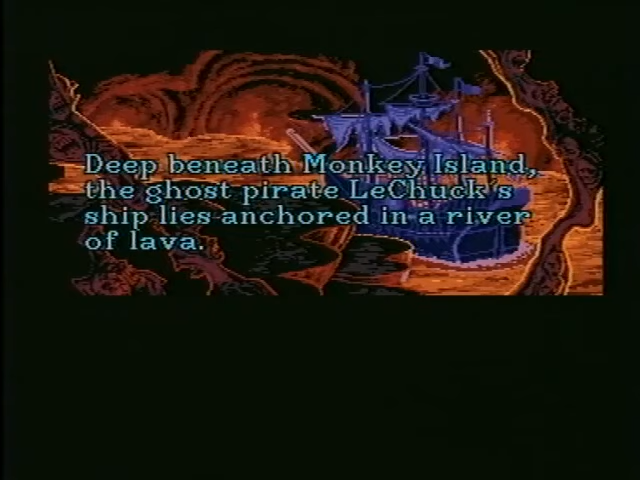 Deep beneath Monkey Island,
the ghost pirate LeChuck's
ship lies anchored in a river
of lava.